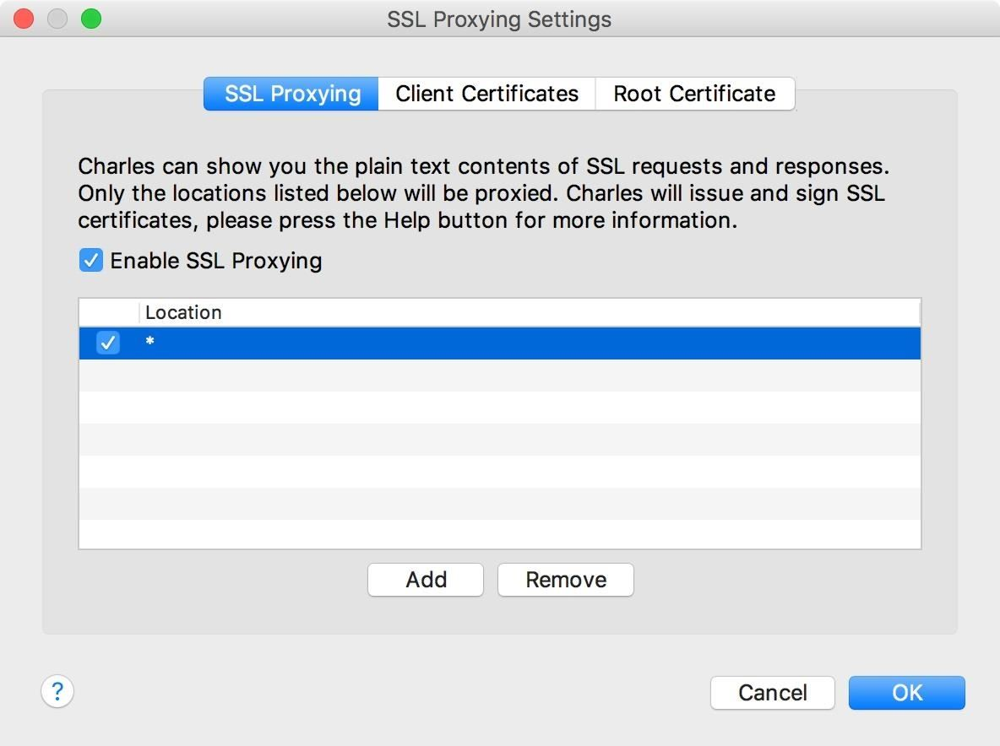 SSL Proxying Settings
SSL Proxying Client Certificates Root Certificate
Charles can show you the plain text contents of SSL requests and responses.
Only the locations listed below will be proxied. Charles will issue and sign SSL
certificates, please press the Help button for more information.
Enable SSL Proxying
Location
*
Add Remove
? Cancel OK